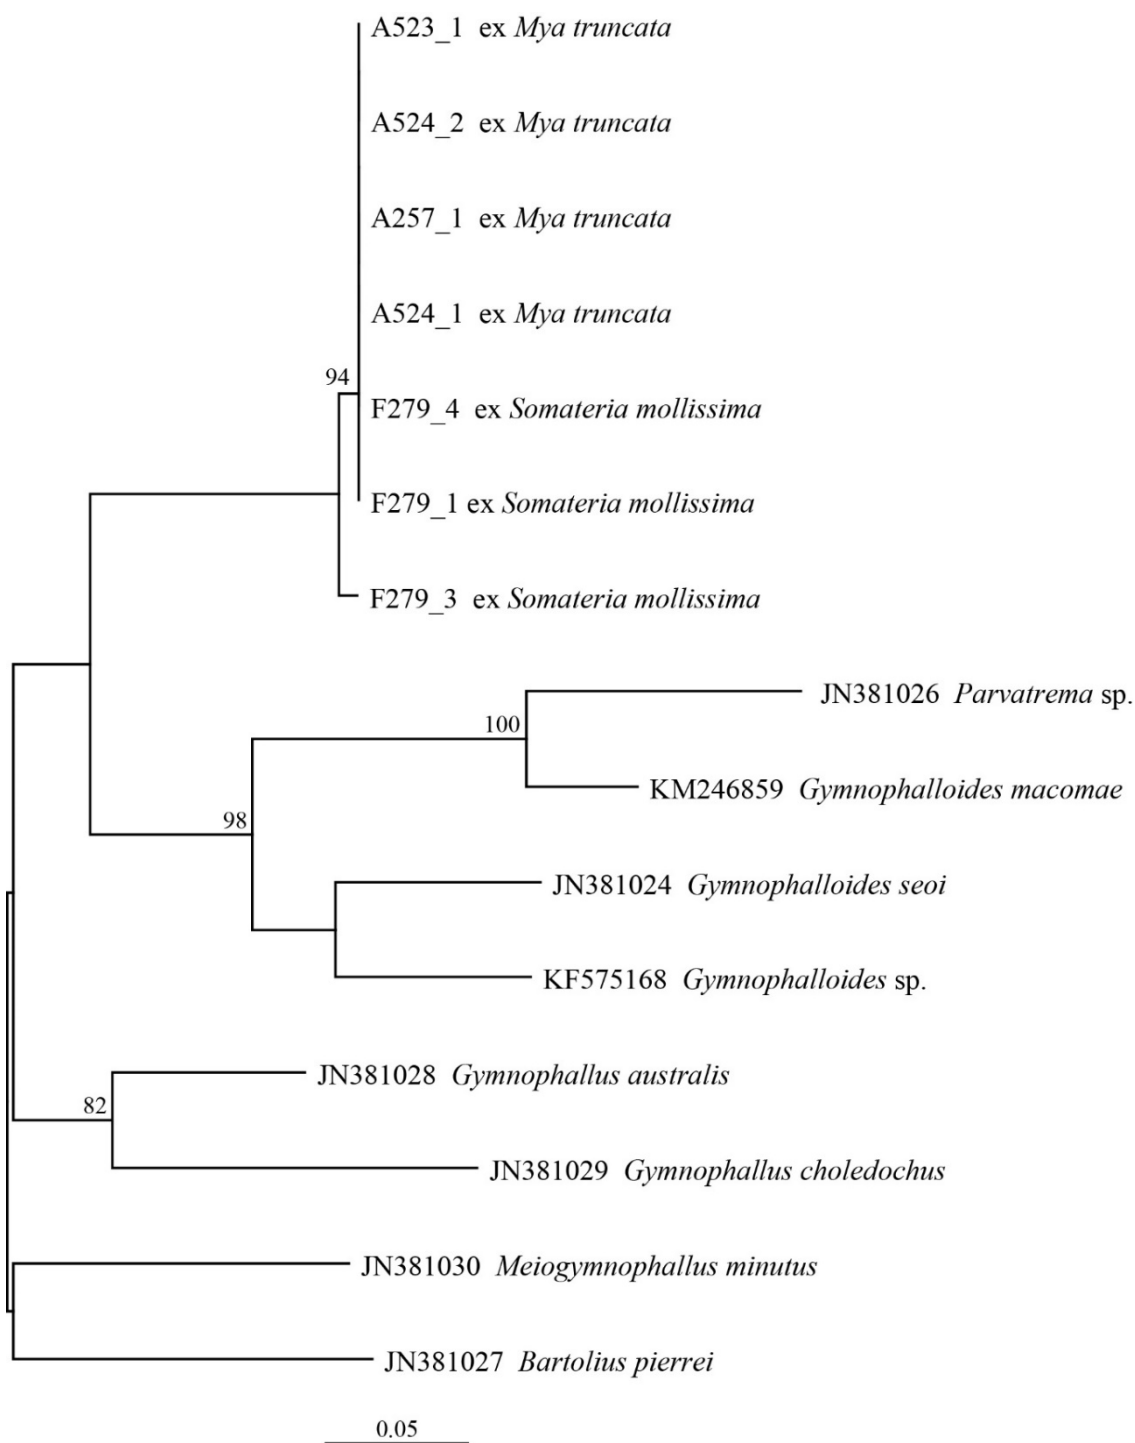 A523_1 ex Mya truncata
A524_2 ex Mya truncata
A257_1 ex Mya truncata
A524_1 ex Mya truncata
94
F279_4 ex Somateria mollissima
F279_1 ex Somateria mollissima
F279_3 ex Somateria mollissima
JN381026 Parvatrema sp.
100
KM246859 Gymnophalloides macomae
98
JN381024 Gymnophalloides seoi
KF575168 Gymnophalloides sp.
JN381028 Gymnophallus australis
82
JN381029 Gymnophallus choledochus
JN381030 Meiogymnophallus minutus
JN381027 Bartolius pierrei
0.05